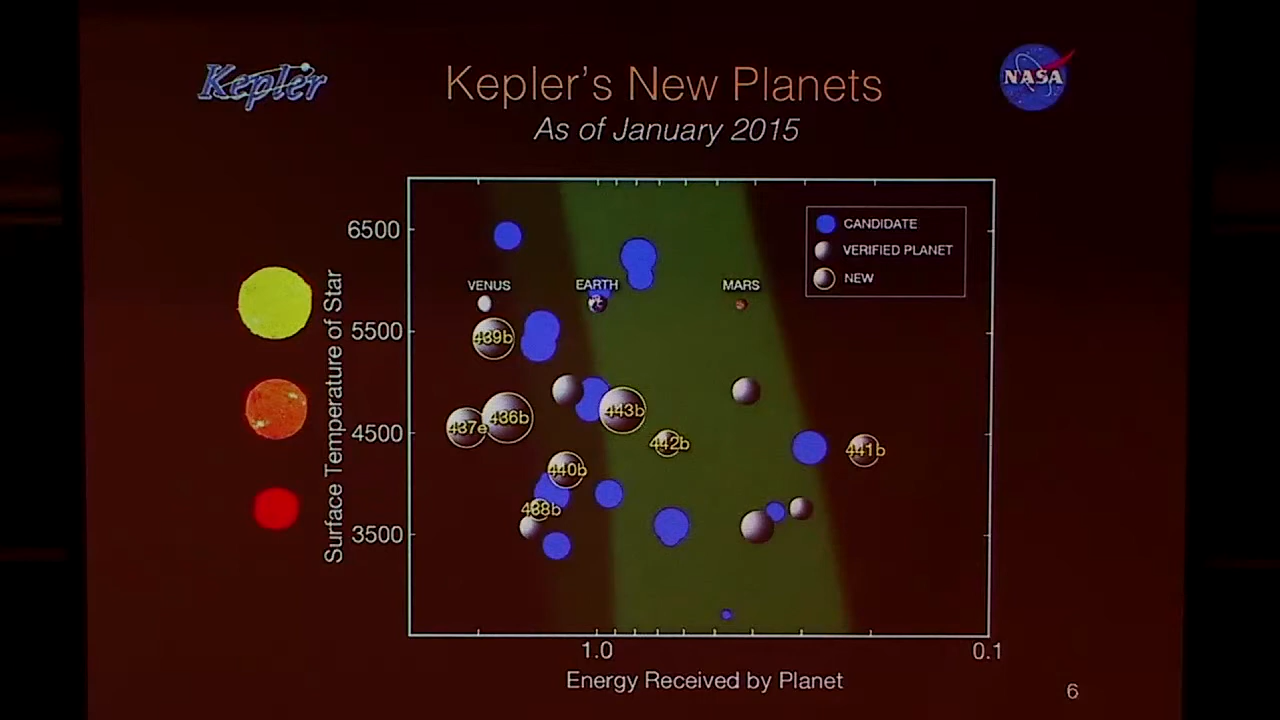 Kepler
Kepler's New Planets
NASA
As of January 2015
6500
5500
4500
3500
Surface Temperature of Star
CANDIDATE
VERIFIED PLANET
NEW
VENUS
EARTH
MARS
439b
437e
436b
443b
442b
440b
441b
438b
1.0
0.1
Energy Received by Planet
6